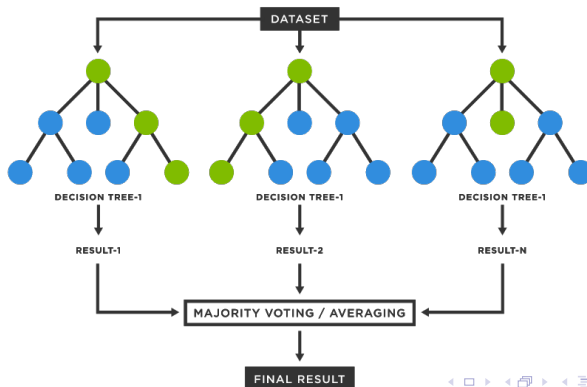 DATASET
DECISION TREE-1 DECISION TREE-1 DECISION TREE-1
RESULT-1 RESULT-2 RESULT-N
MAJORITY VOTING / AVERAGING
FINAL RESULT